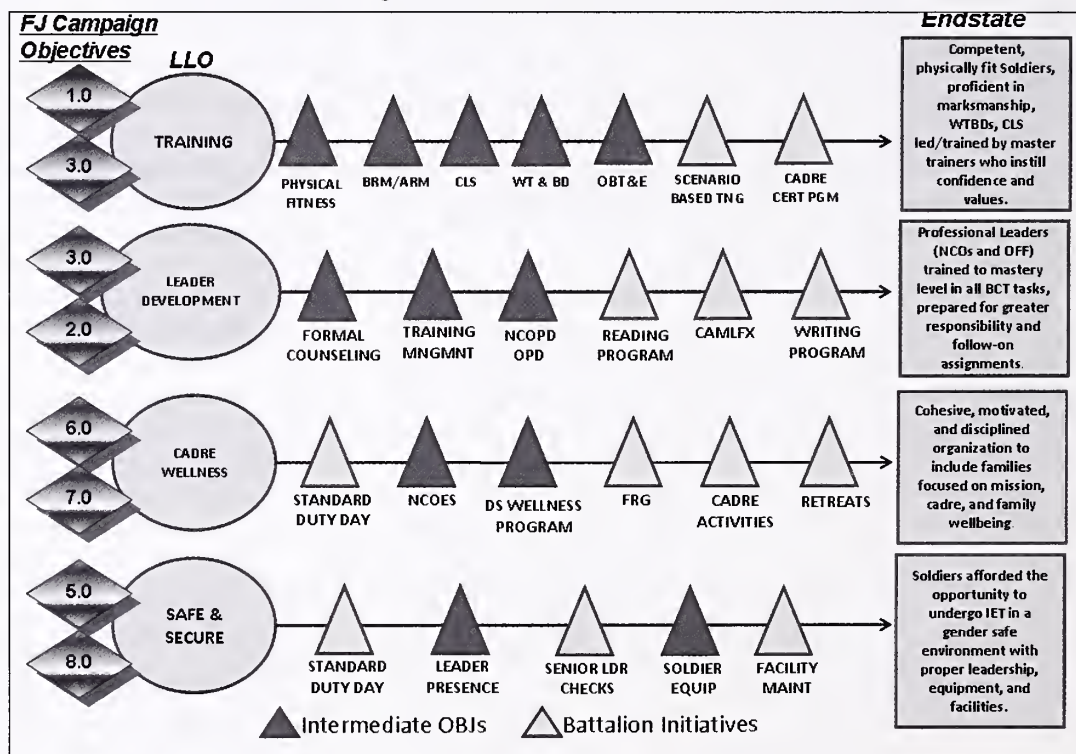 FJ Campaign
Objectives
LLO
Endstate
1.0
3.0
TRAINING
PHYSICAL
FITNESS
BRM/ARM
CLS
WT & BD
OBT&E
SCENARIO
BASED TNG
CADRE
CERT PGM
Competent,
physically fit Soldiers,
proficient in
marksmanship,
WTBDs, CLS
led/trained by master
trainers who instill
confidence and
values.
3.0
2.0
LEADER
DEVELOPMENT
FORMAL
COUNSELING
TRAINING
MNGMNT
NCOPD
OPD
READING
PROGRAM
CAMLFX
WRITING
PROGRAM
Professional Leaders
(NCOs and OFF)
trained to mastery
level in all BCT tasks,
prepared for greater
responsibility and
follow-on
assignments.
6.0
7.0
CADRE
WELLNESS
STANDARD
DUTY DAY
NCOES
DS WELLNESS
PROGRAM
FRG
CADRE
ACTIVITIES
RETREATS
Cohesive, motivated,
and disciplined
organization to
include families
focused on mission,
cadre, and family
wellbeing
5.0
8.0
SAFE &
SECURE
STANDARD
DUTY DAY
LEADER
PRESENCE
SENIOR LDR
CHECKS
SOLDIER
EQUIP
FACILITY
MAINT
Soldiers afforded the
opportunity to
undergo IET in a
gender safe
environment with
proper leadership,
equipment, and
facilities.
Intermediate OBJs
Battalion Initiatives